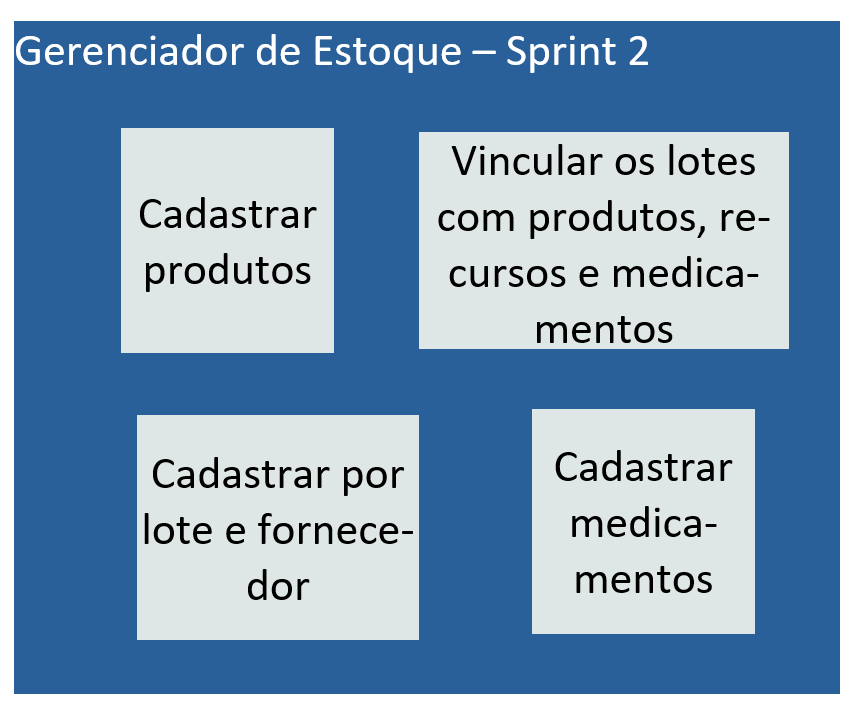 Gerenciador de Estoque – Sprint 2
Cadastrar
produtos
Vincular os lotes
com produtos, re-
cursos e medica-
mentos
Cadastrar por
lote e fornece-
dor
Cadastrar
medica-
mentos